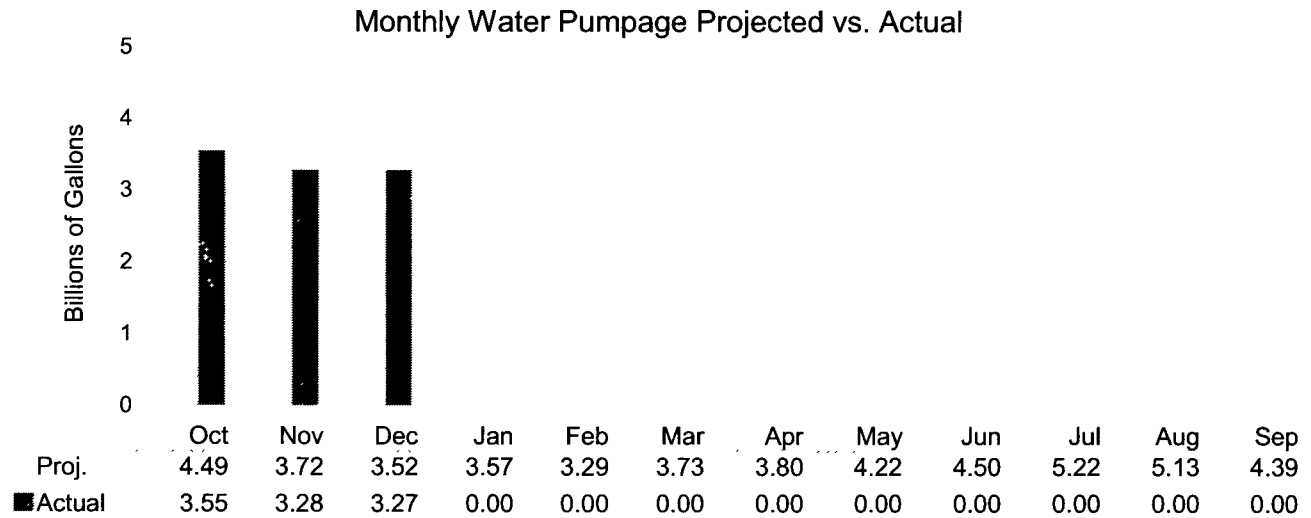 Monthly Water Pumpage Projected vs. Actual
Billions of Gallons
5
4
3
2
1
0
Oct Nov Dec Jan Feb Mar Apr May Jun Jul Aug Sep
Proj. 4.49 3.72 3.52 3.57 3.29 3.73 3.80 4.22 4.50 5.22 5.13 4.39
Actual 3.55 3.28 3.27 0.00 0.00 0.00 0.00 0.00 0.00 0.00 0.00 0.00